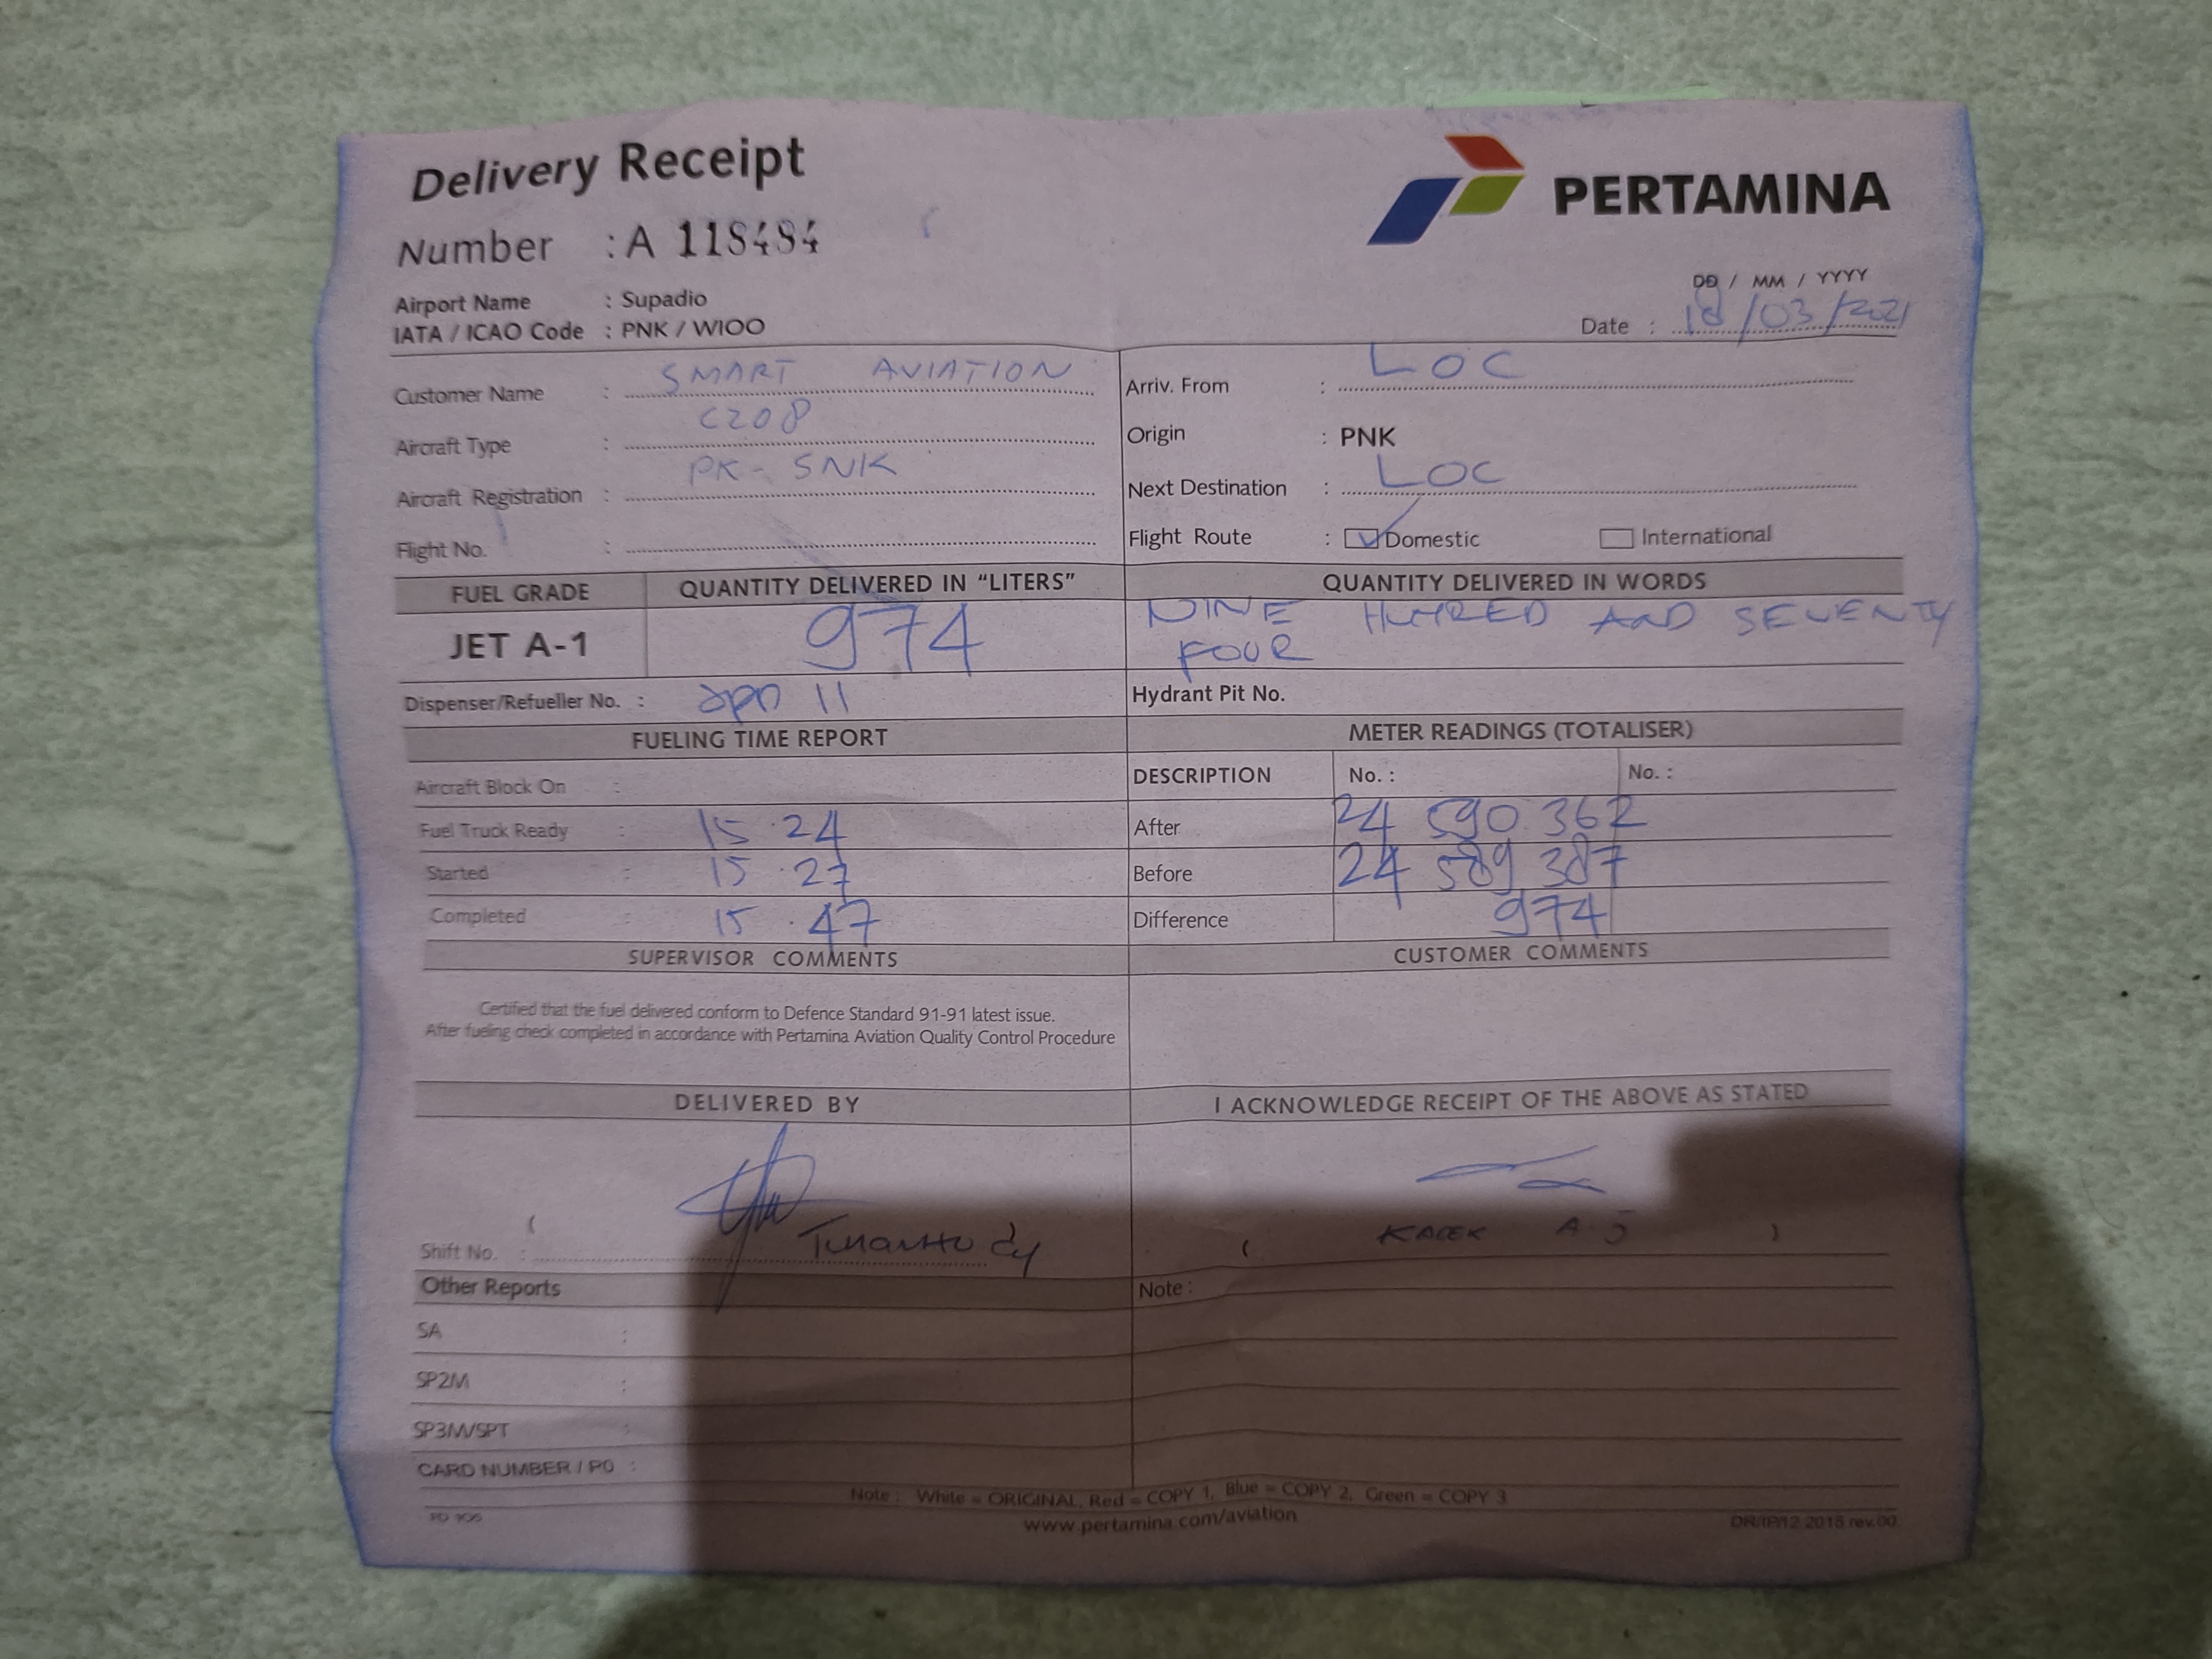 Delivery Receipt
PERTAMINA
Number : A 118484
DD / MM / YYYY
Airport Name : Supadio
IATA / ICAO Code : PNK / WIOO
Date : 18/03/2021
Customer Name : SMART AVIATION
Arriv. From : LOC
Aircraft Type : C208
Origin : PNK
Aircraft Registration : PK-SNK
Next Destination : LOC
Flight No. :
Flight Route : Domestic International
FUEL GRADE QUANTITY DELIVERED IN "LITERS" QUANTITY DELIVERED IN WORDS
JET A-1 974 NINE HUNRED AND SEVENTY
FOUR
Dispenser/Refueller No. : 11
Hydrant Pit No.
FUELING TIME REPORT METER READINGS (TOTALISER)
Aircraft Block On :
DESCRIPTION No. : No. :
Fuel Truck Ready : 15.24
After 24 590 362
Started : 15.27
Before 24 589 387
Completed : 15.47
Difference 974
SUPERVISOR COMMENTS CUSTOMER COMMENTS
Certified that the fuel delivered conform to Defence Standard 91-91 latest issue.
After fueling check completed in accordance with Pertamina Aviation Quality Control Procedure
DELIVERED BY I ACKNOWLEDGE RECEIPT OF THE ABOVE AS STATED
Shift No. :
Other Reports Note :
SA :
SP2M :
SP3M/SPT :
CARD NUMBER / PO :
Note : White = ORIGINAL, Red = COPY 1, Blue = COPY 2, Green = COPY 3
www.pertamina.com/aviation